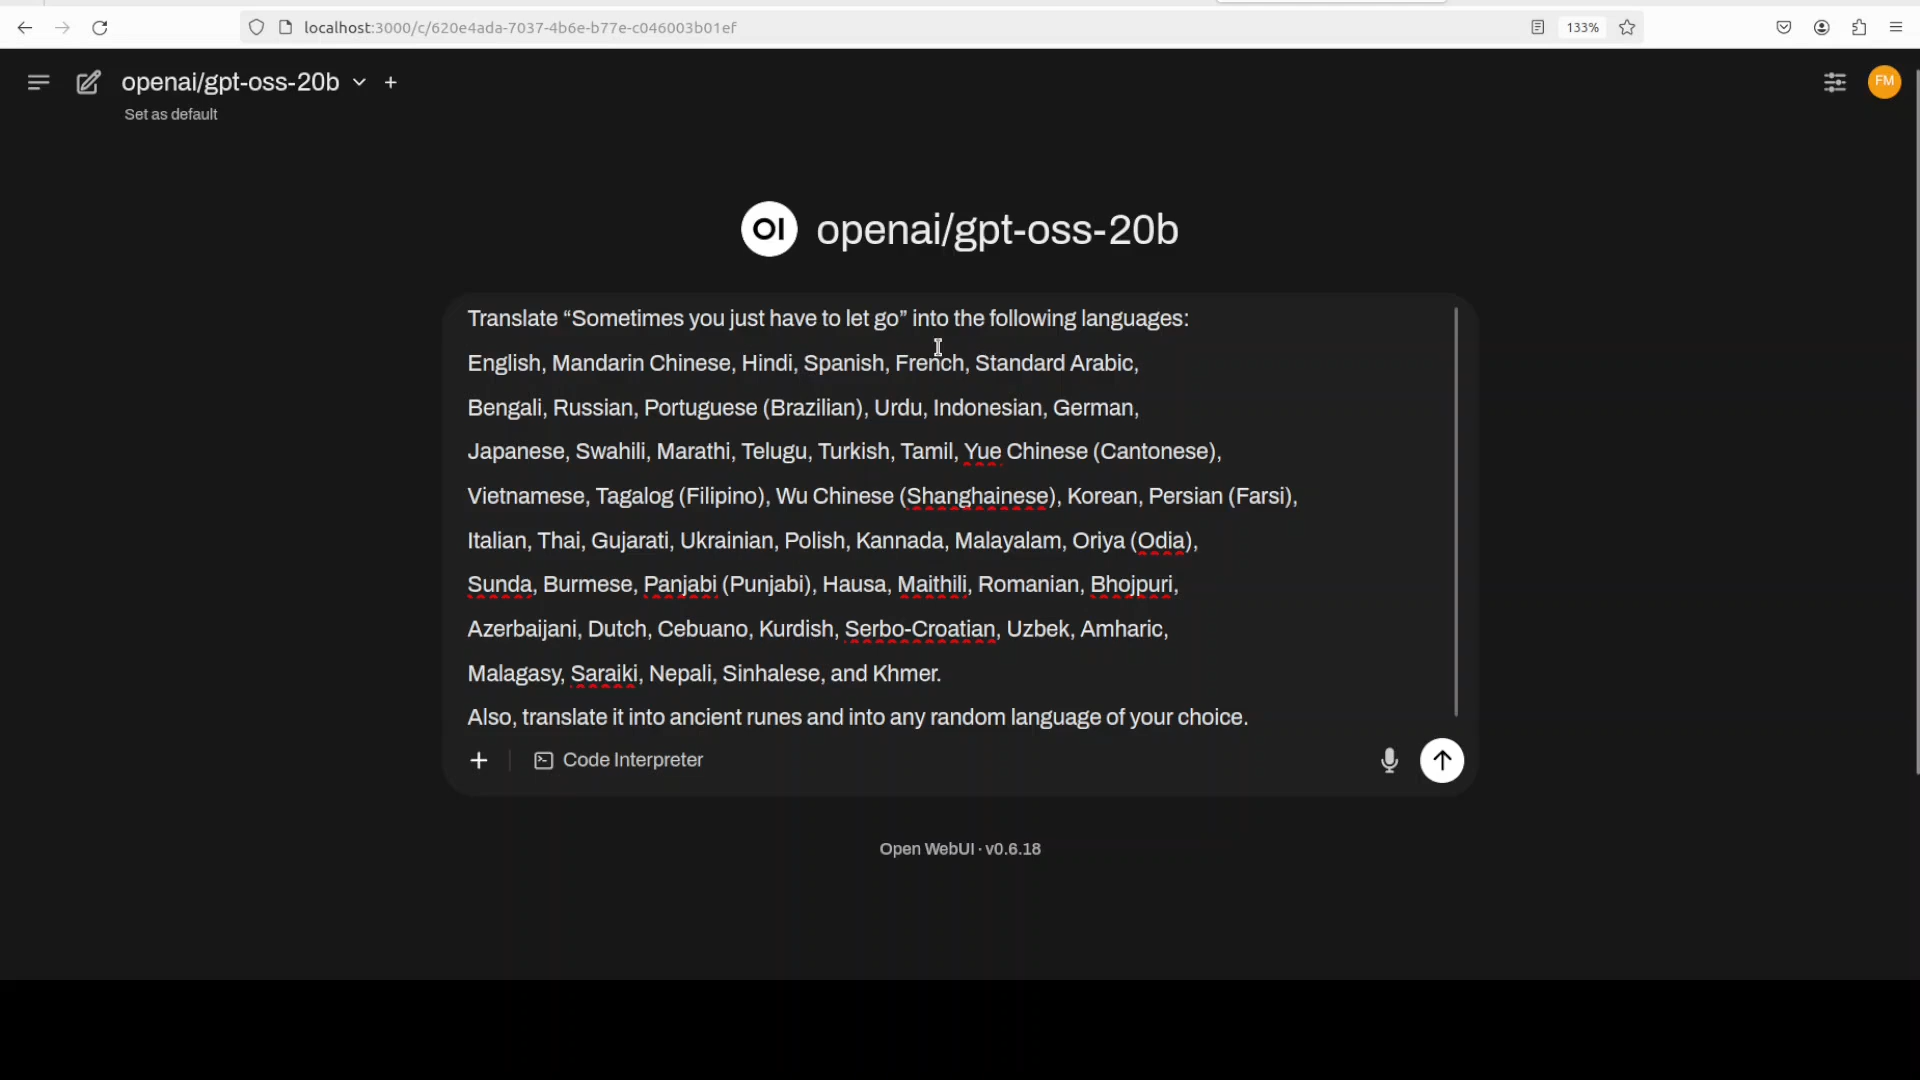 localhost:3000/c/620e4ada-7037-4b6e-b77e-c046003b01ef
133%
openai/gpt-oss-20b
FM
Set as default
OI openai/gpt-oss-20b
Translate “Sometimes you just have to let go” into the following languages:
English, Mandarin Chinese, Hindi, Spanish, French, Standard Arabic,
Bengali, Russian, Portuguese (Brazilian), Urdu, Indonesian, German,
Japanese, Swahili, Marathi, Telugu, Turkish, Tamil, Yue Chinese (Cantonese),
Vietnamese, Tagalog (Filipino), Wu Chinese (Shanghainese), Korean, Persian (Farsi),
Italian, Thai, Gujarati, Ukrainian, Polish, Kannada, Malayalam, Oriya (Odia),
Sunda, Burmese, Panjabi (Punjabi), Hausa, Maithili, Romanian, Bhojpuri,
Azerbaijani, Dutch, Cebuano, Kurdish, Serbo-Croatian, Uzbek, Amharic,
Malagasy, Saraiki, Nepali, Sinhalese, and Khmer.
Also, translate it into ancient runes and into any random language of your choice.
Code Interpreter
Open WebUI · v0.6.18